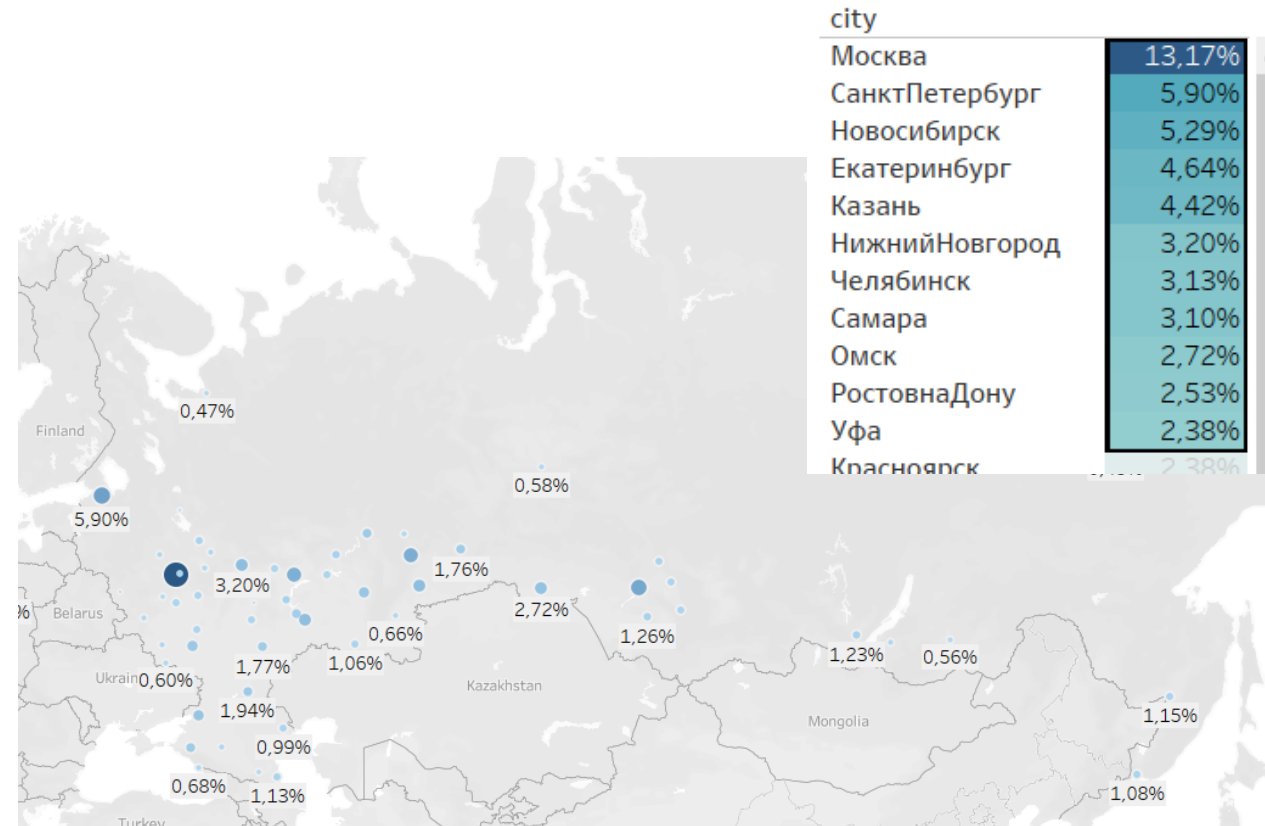 city
Москва 13,17%
СанктПетербург 5,90%
Новосибирск 5,29%
Екатеринбург 4,64%
Казань 4,42%
НижнийНовгород 3,20%
Челябинск 3,13%
Самара 3,10%
Омск 2,72%
РостовнаДону 2,53%
Уфа 2,38%
Красноярск 2,38%
0,47%
Finland
0,58%
5,90%
1,76%
3,20%
2,72%
% Belarus
0,66%
1,26%
1,06%
1,77%
1,23%
0,56%
Ukrain 0,60%
Kazakhstan
1,94%
Mongolia
1,15%
0,99%
0,68%
1,13%
1,08%
Turkey